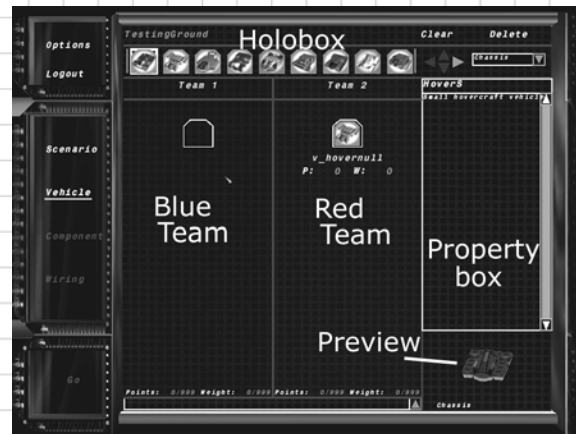 Options
Logout
Scenario
Vehicle
Component
Wiring
Go
TestingGround
Holobox
Clear Delete
Chassis
Team 1 Team 2
HoverS
Small hovercraft vehicle
v_hovernull
P: 0 W: 0
Blue
Team
Red
Team
Property
box
Preview
Points: 0/999 Weight: 0/999 Points: 0/999 Weight: 0/999
Chassis